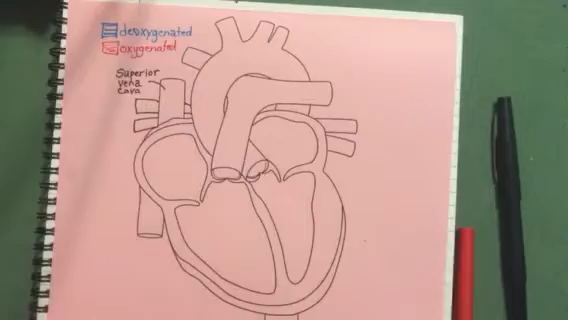 deoxygenated
oxygenated
Superior
vena
cava